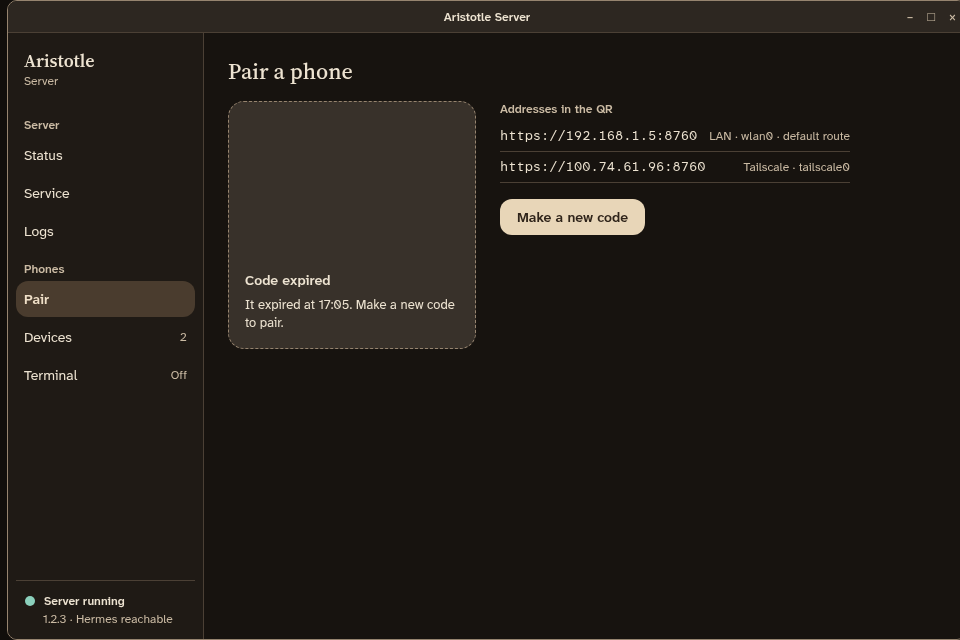 Aristotle Server
Aristotle
Server
Server
Status
Service
Logs
Phones
Pair
Devices 2
Terminal Off
Server running
1.2.3 · Hermes reachable
Pair a phone
Code expired
It expired at 17:05. Make a new code
to pair.
Addresses in the QR
https://192.168.1.5:8760 LAN · wlan0 · default route
https://100.74.61.96:8760 Tailscale · tailscale0
Make a new code